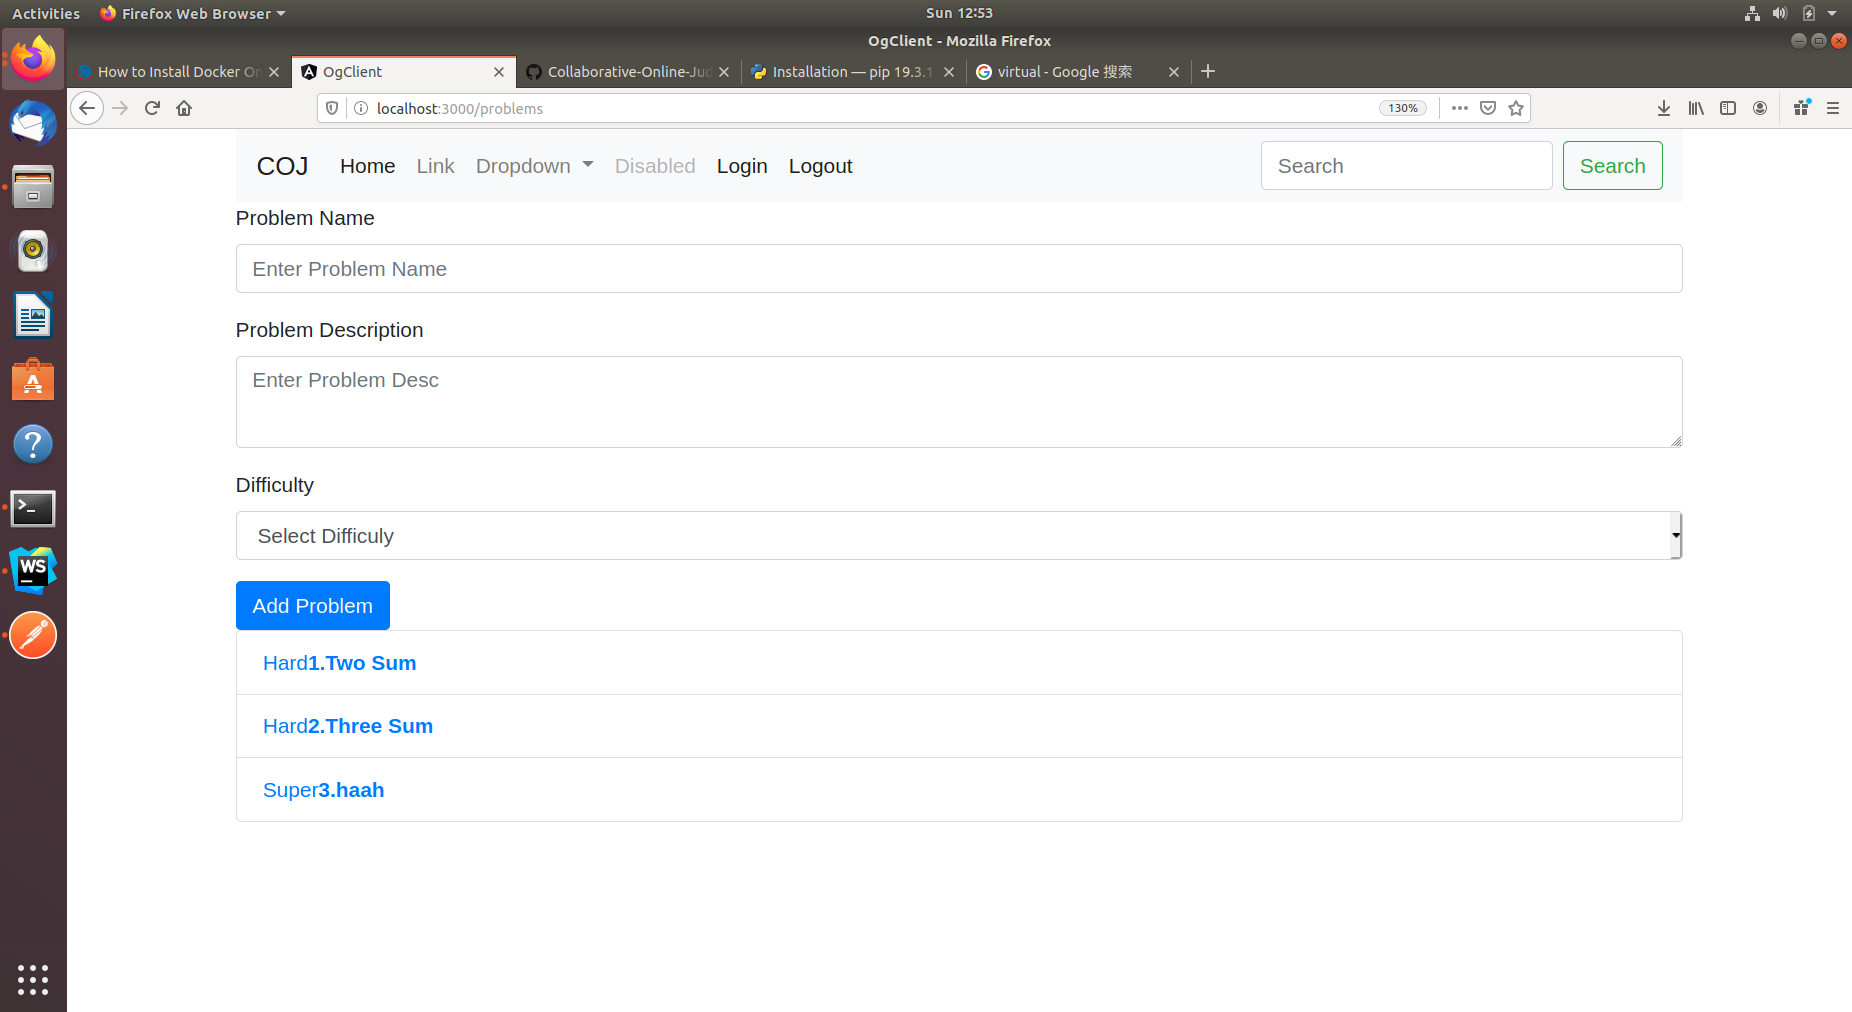 Activities Firefox Web Browser Sun 12:53
OgClient - Mozilla Firefox
How to Install Docker On OgClient Collaborative-Online-Jud Installation — pip 19.3.1 virtual - Google 搜索
localhost:3000/problems 130%
COJ Home Link Dropdown Disabled Login Logout Search Search
Problem Name
Enter Problem Name
Problem Description
Enter Problem Desc
Difficulty
Select Difficuly
Add Problem
Hard1.Two Sum
Hard2.Three Sum
Super3.haah
WS